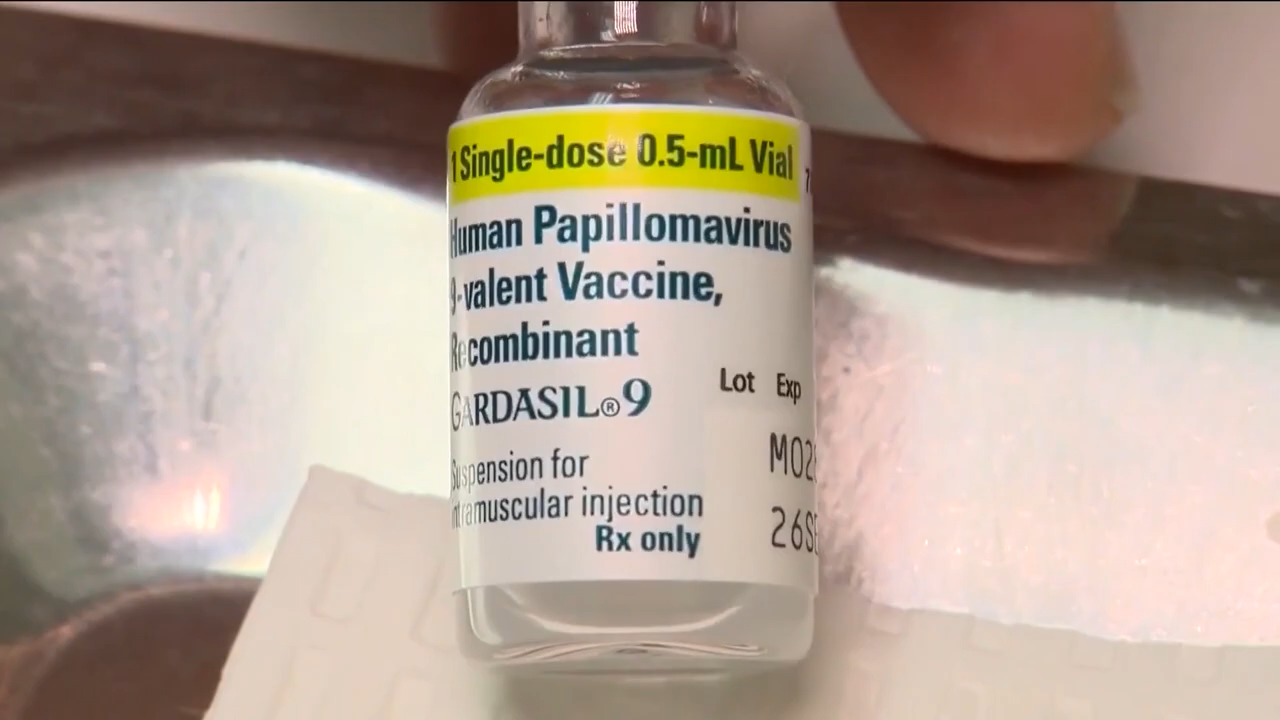 1 Single-dose 0.5-mL Vial
Human Papillomavirus
9-valent Vaccine,
Recombinant
GARDASIL®9
Lot Exp
Suspension for
intramuscular injection
Rx only